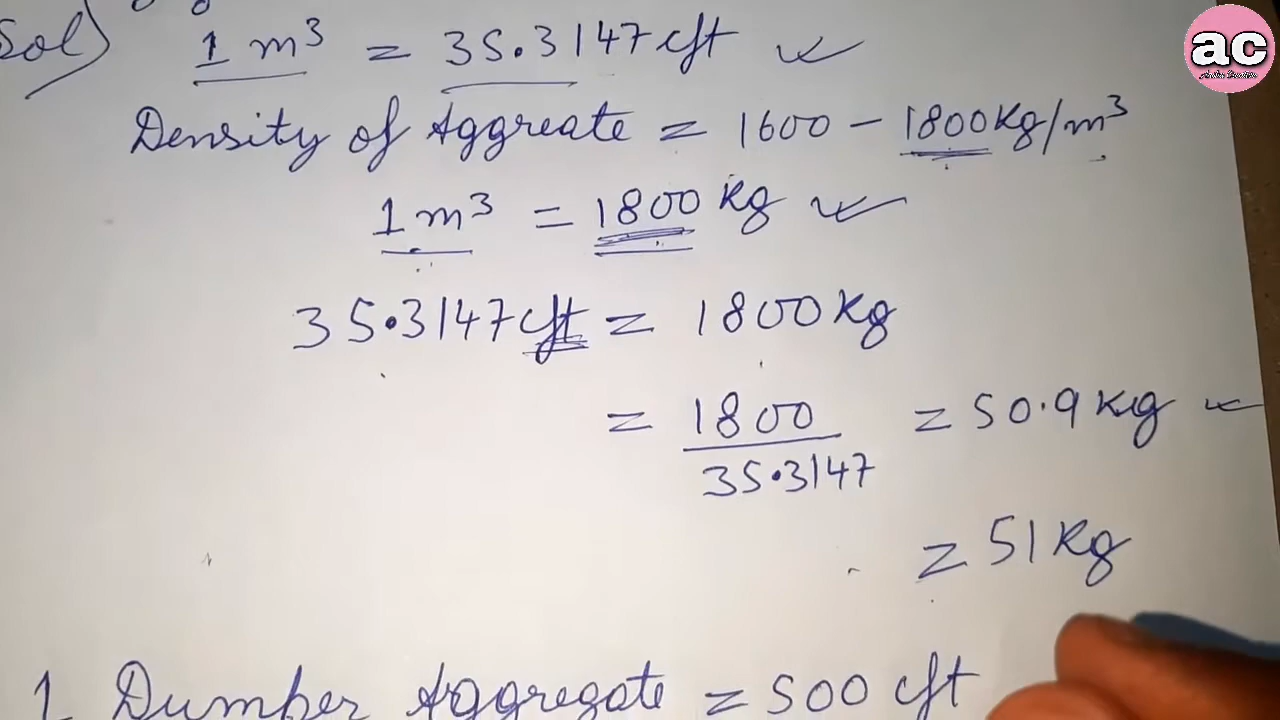 Sol)
1 m³ = 35.3147 cft
ac
Density of Aggreate = 1600 - 1800 Kg/m³
1 m³ = 1800 Kg
35.3147 cft = 1800 Kg
= 1800 / 35.3147 = 50.9 Kg
= 51 Kg
1 Dumper Aggregate = 500 cft